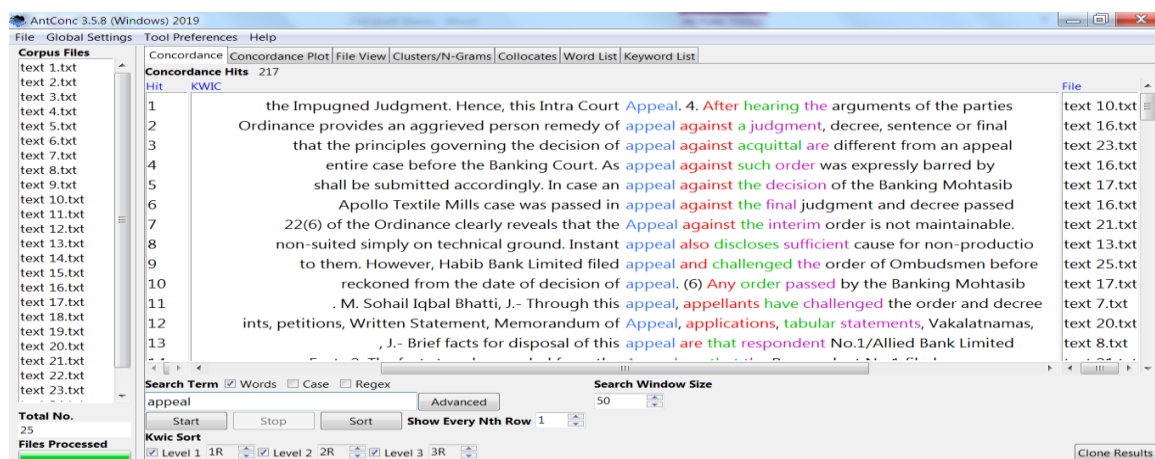 AntConc 3.5.8 (Windows) 2019
File Global Settings Tool Preferences Help
Corpus Files
text 1.txt
text 2.txt
text 3.txt
text 4.txt
text 5.txt
text 6.txt
text 7.txt
text 8.txt
text 9.txt
text 10.txt
text 11.txt
text 12.txt
text 13.txt
text 14.txt
text 15.txt
text 16.txt
text 17.txt
text 18.txt
text 19.txt
text 20.txt
text 21.txt
text 22.txt
text 23.txt
Total No.
25
Files Processed
Concordance Concordance Plot File View Clusters/N-Grams Collocates Word List Keyword List
Concordance Hits 217
Hit KWIC File
1 the Impugned Judgment. Hence, this Intra Court Appeal. 4. After hearing the arguments of the parties text 10.txt
2 Ordinance provides an aggrieved person remedy of appeal against a judgment, decree, sentence or final text 16.txt
3 that the principles governing the decision of appeal against acquittal are different from an appeal text 23.txt
4 entire case before the Banking Court. As appeal against such order was expressly barred by text 16.txt
5 shall be submitted accordingly. In case an appeal against the decision of the Banking Mohtasib text 17.txt
6 Apollo Textile Mills case was passed in appeal against the final judgment and decree passed text 16.txt
7 22(6) of the Ordinance clearly reveals that the Appeal against the interim order is not maintainable. text 21.txt
8 non-suited simply on technical ground. Instant appeal also discloses sufficient cause for non-productio text 13.txt
9 to them. However, Habib Bank Limited filed appeal and challenged the order of Ombudsmen before text 25.txt
10 reckoned from the date of decision of appeal. (6) Any order passed by the Banking Mohtasib text 17.txt
11 . M. Sohail Iqbal Bhatti, J.- Through this appeal, appellants have challenged the order and decree text 7.txt
12 ints, petitions, Written Statement, Memorandum of Appeal, applications, tabular statements, Vakalatnamas, text 20.txt
13 , J.- Brief facts for disposal of this appeal are that respondent No.1/Allied Bank Limited text 8.txt
Search Term Words Case Regex Search Window Size
appeal Advanced 50
Start Stop Sort Show Every Nth Row 1
Kwic Sort
Level 1 1R Level 2 2R Level 3 3R Clone Results